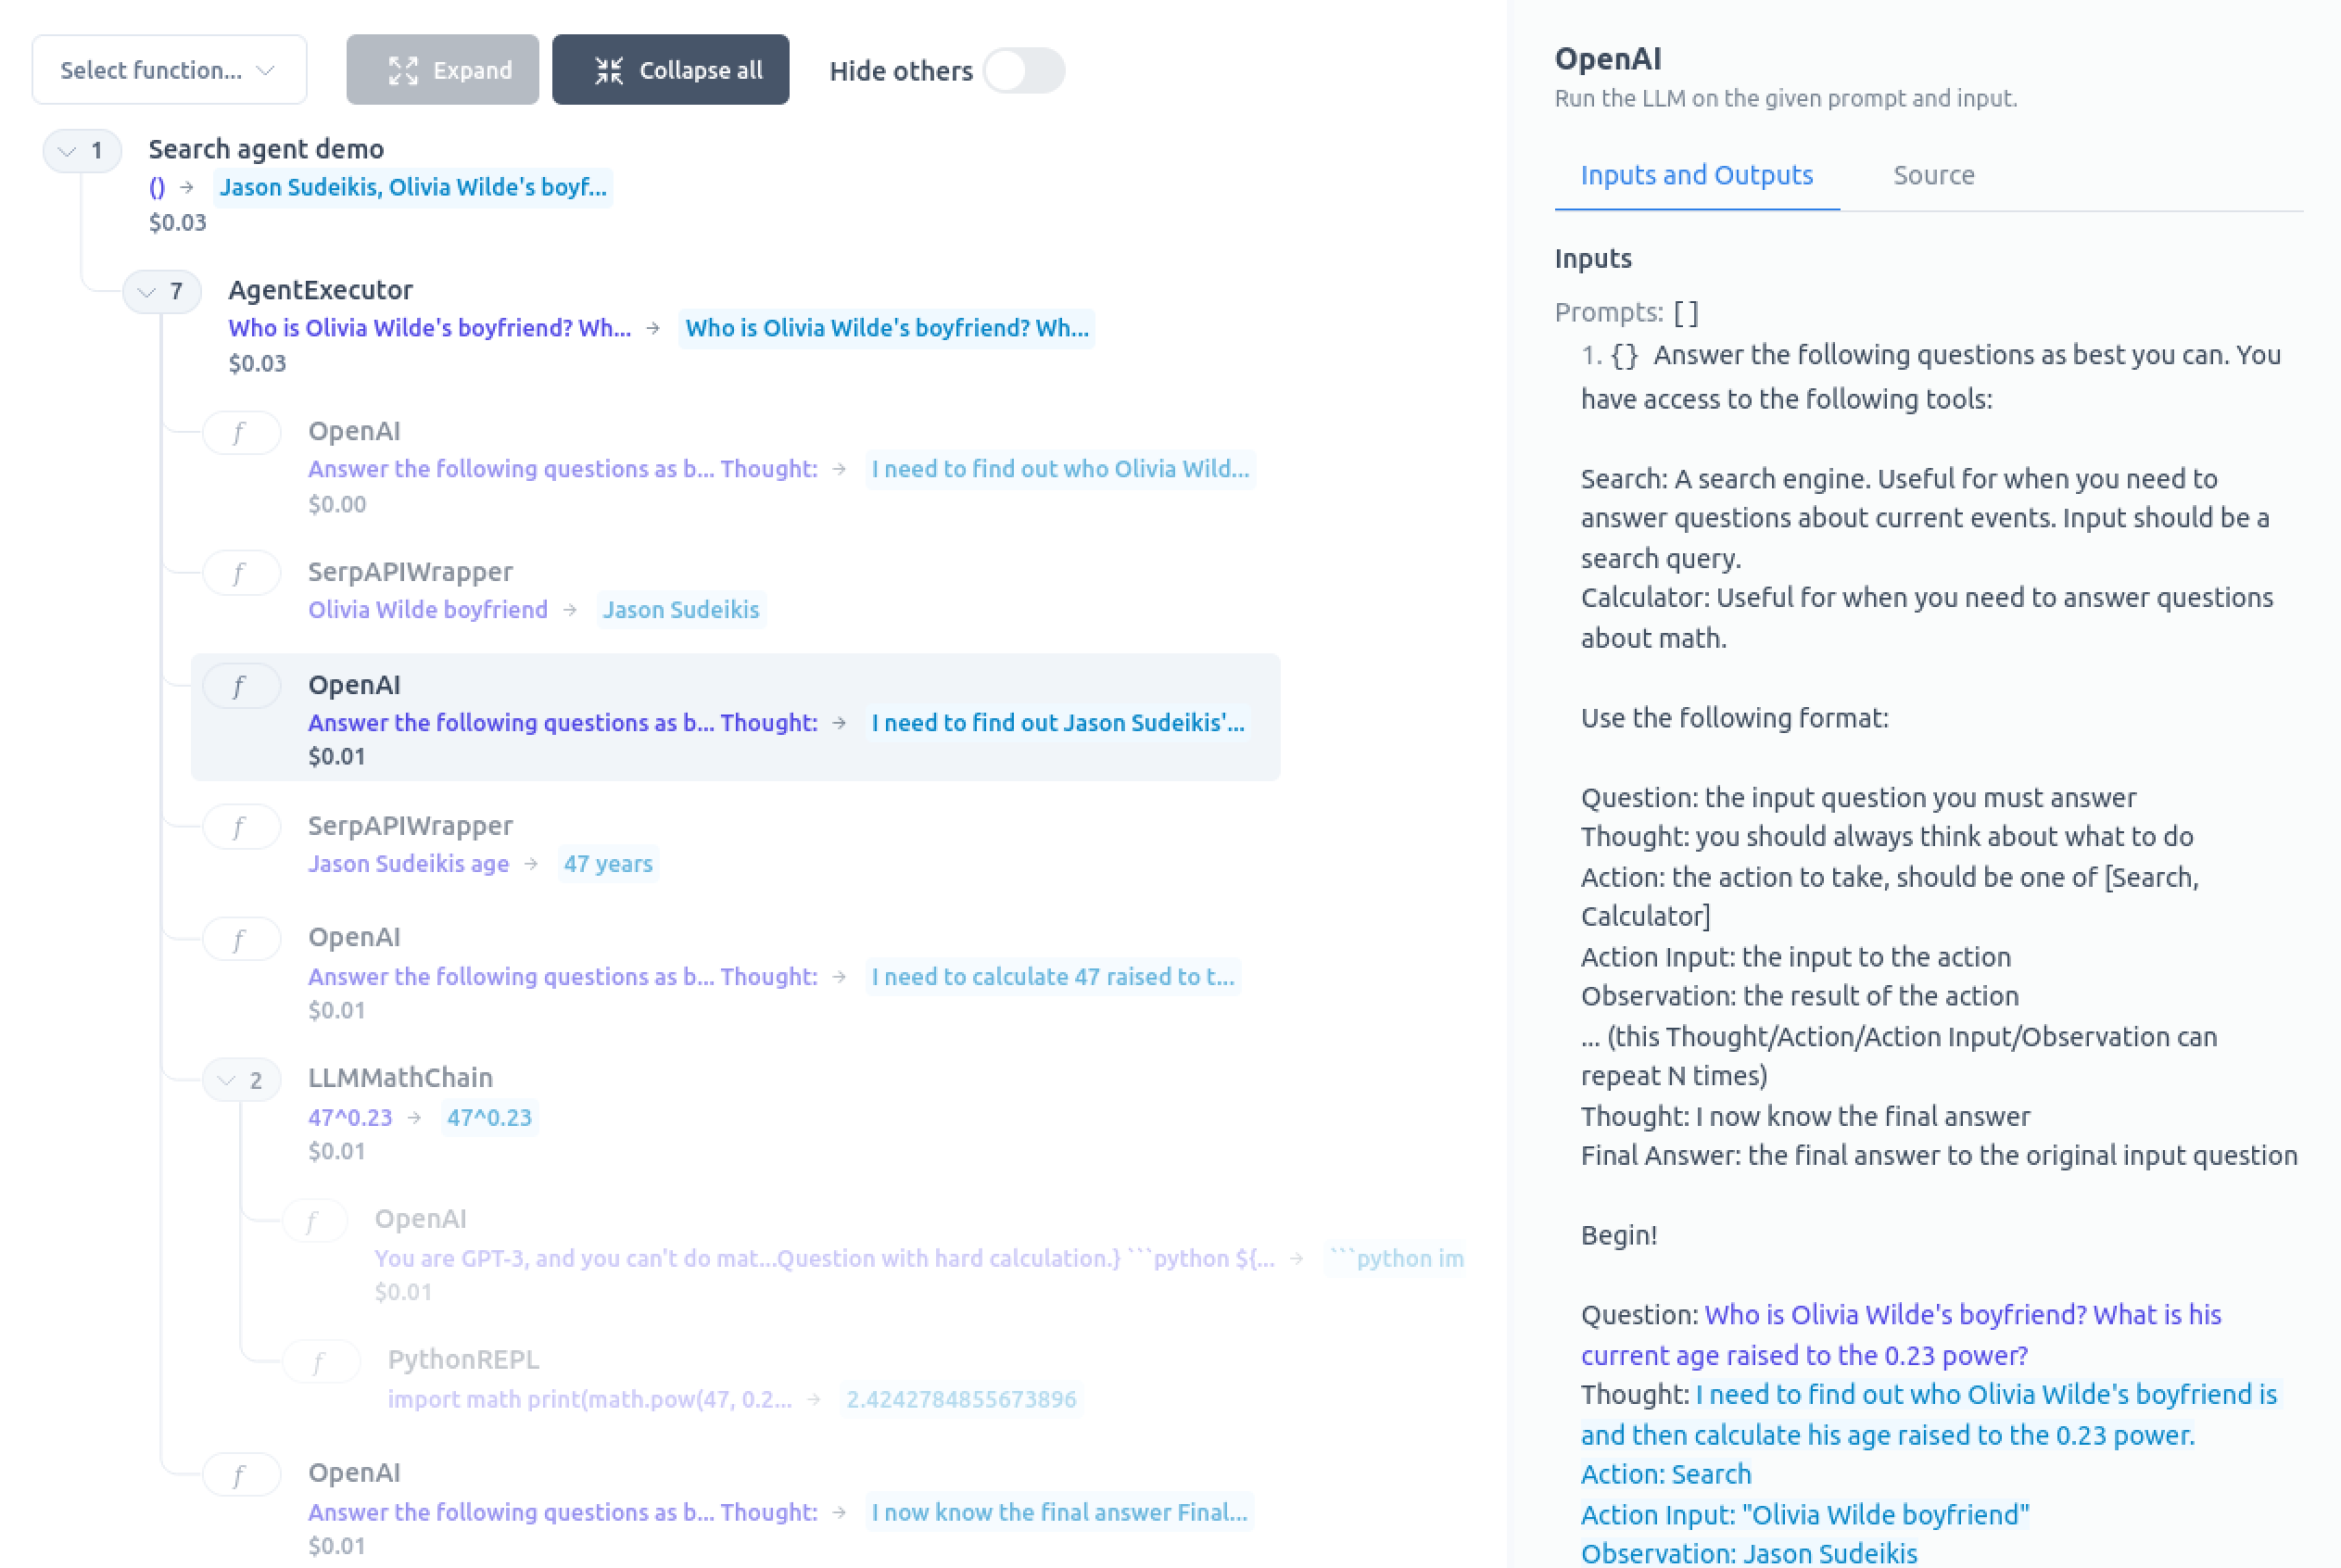 Select function...
Expand
Collapse all
Hide others
1
Search agent demo
() → Jason Sudeikis, Olivia Wilde's boyf...
$0.03
7
AgentExecutor
Who is Olivia Wilde's boyfriend? Wh... → Who is Olivia Wilde's boyfriend? Wh...
$0.03
f
OpenAI
Answer the following questions as b... Thought: → I need to find out who Olivia Wild...
$0.00
f
SerpAPIWrapper
Olivia Wilde boyfriend → Jason Sudeikis
f
OpenAI
Answer the following questions as b... Thought: → I need to find out Jason Sudeikis'...
$0.01
f
SerpAPIWrapper
Jason Sudeikis age → 47 years
f
OpenAI
Answer the following questions as b... Thought: → I need to calculate 47 raised to t...
$0.01
2
LLMMathChain
47^0.23 → 47^0.23
$0.01
f
OpenAI
You are GPT-3, and you can't do mat...Question with hard calculation.} ```python ${... → ```python im
$0.01
f
PythonREPL
import math print(math.pow(47, 0.2... → 2.4242784855673896
f
OpenAI
Answer the following questions as b... Thought: → I now know the final answer Final...
$0.01
OpenAI
Run the LLM on the given prompt and input.
Inputs and Outputs
Source
Inputs
Prompts: []
1. {} Answer the following questions as best you can. You
have access to the following tools:
Search: A search engine. Useful for when you need to
answer questions about current events. Input should be a
search query.
Calculator: Useful for when you need to answer questions
about math.
Use the following format:
Question: the input question you must answer
Thought: you should always think about what to do
Action: the action to take, should be one of [Search,
Calculator]
Action Input: the input to the action
Observation: the result of the action
... (this Thought/Action/Action Input/Observation can
repeat N times)
Thought: I now know the final answer
Final Answer: the final answer to the original input question
Begin!
Question: Who is Olivia Wilde's boyfriend? What is his
current age raised to the 0.23 power?
Thought: I need to find out who Olivia Wilde's boyfriend is
and then calculate his age raised to the 0.23 power.
Action: Search
Action Input: "Olivia Wilde boyfriend"
Observation: Jason Sudeikis